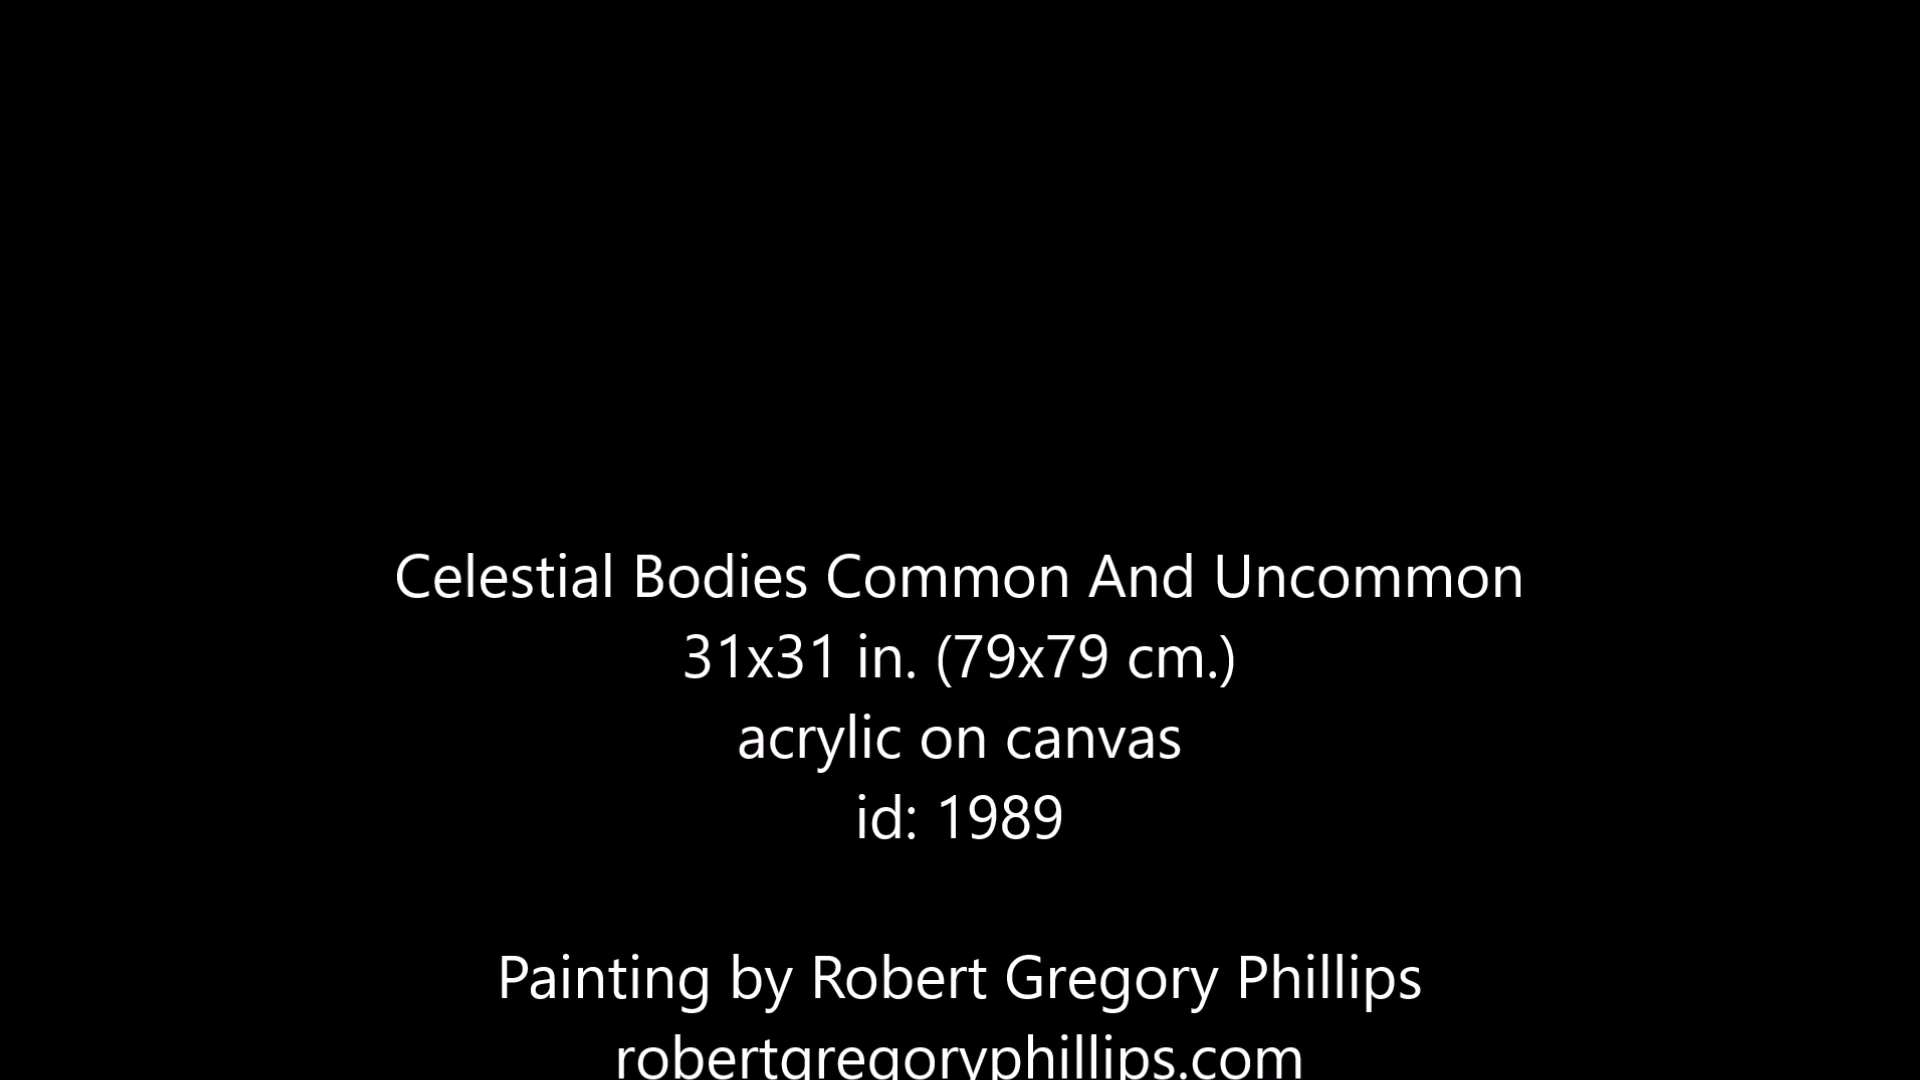 Celestial Bodies Common And Uncommon
31x31 in. (79x79 cm.)
acrylic on canvas
id: 1989
Painting by Robert Gregory Phillips
robertgregoryphillips.com